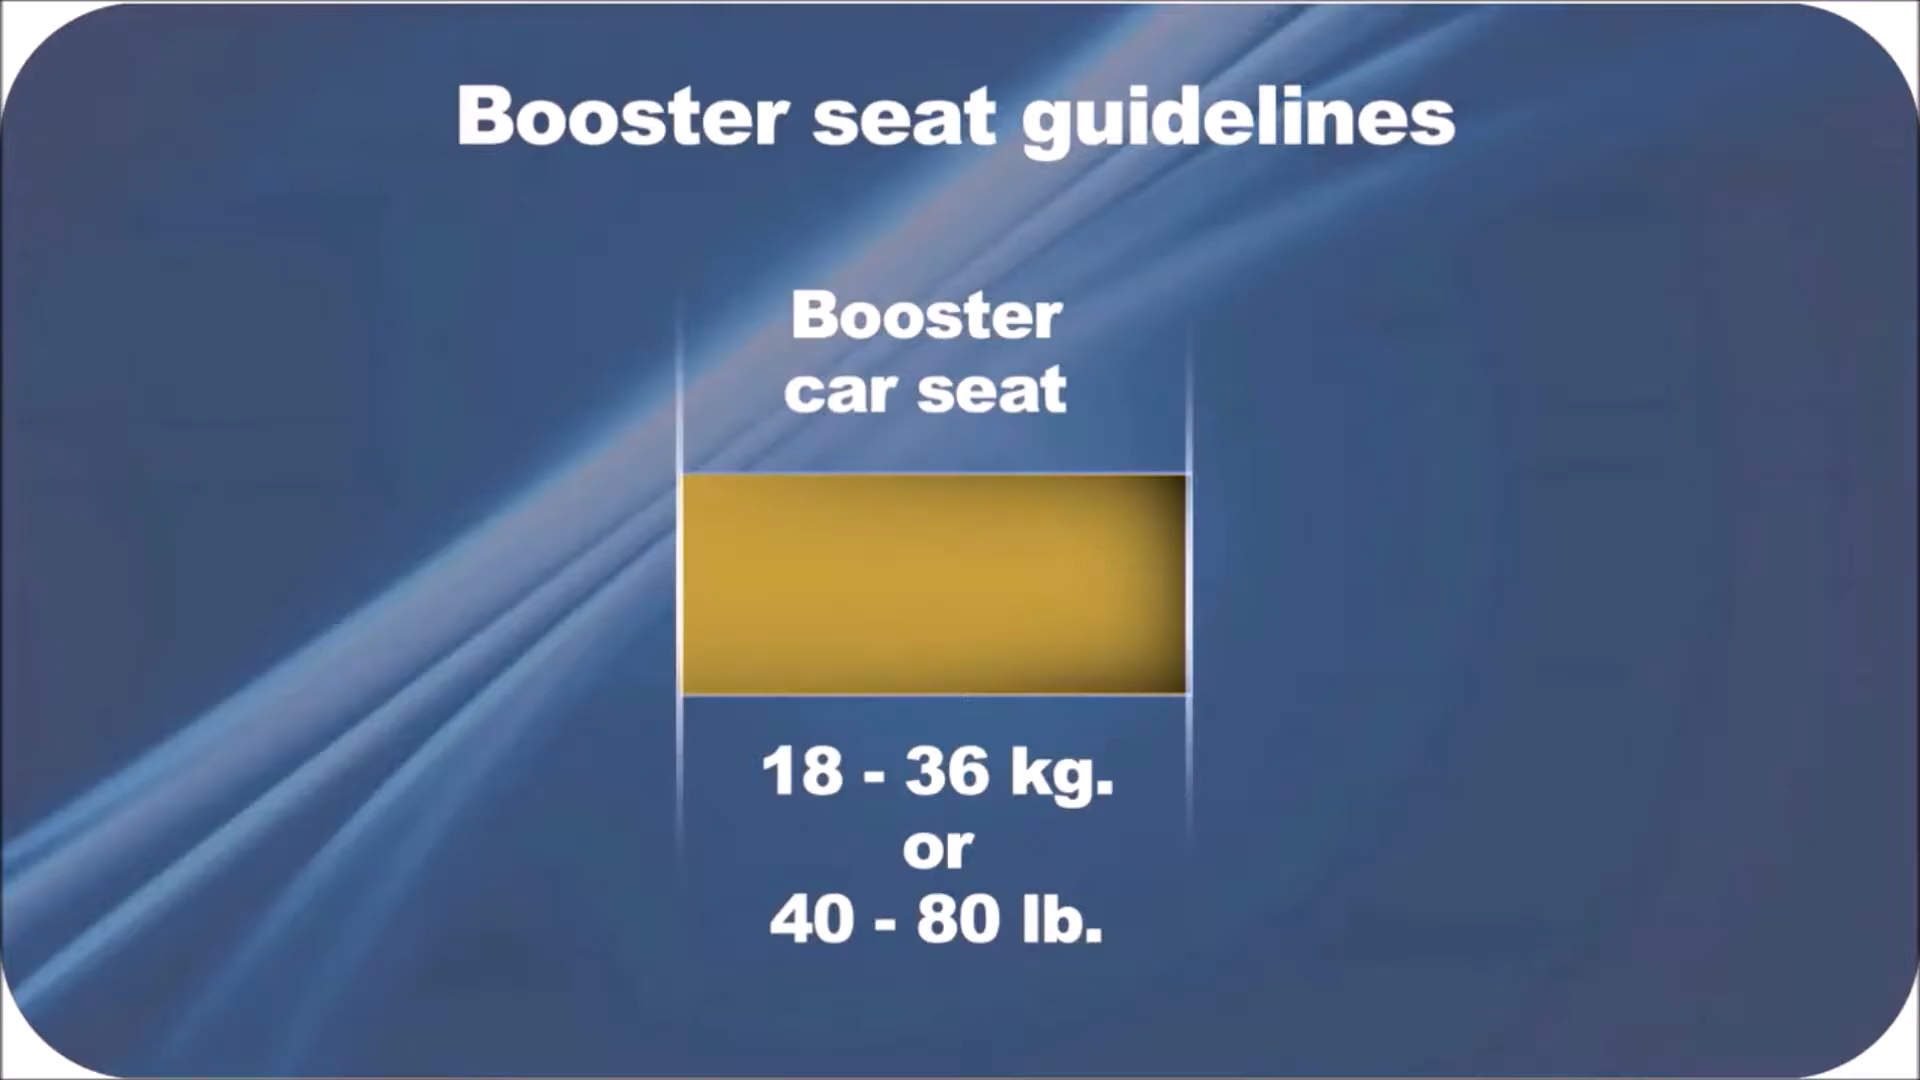 Booster seat guidelines
Booster
car seat
18 - 36 kg.
or
40 - 80 lb.